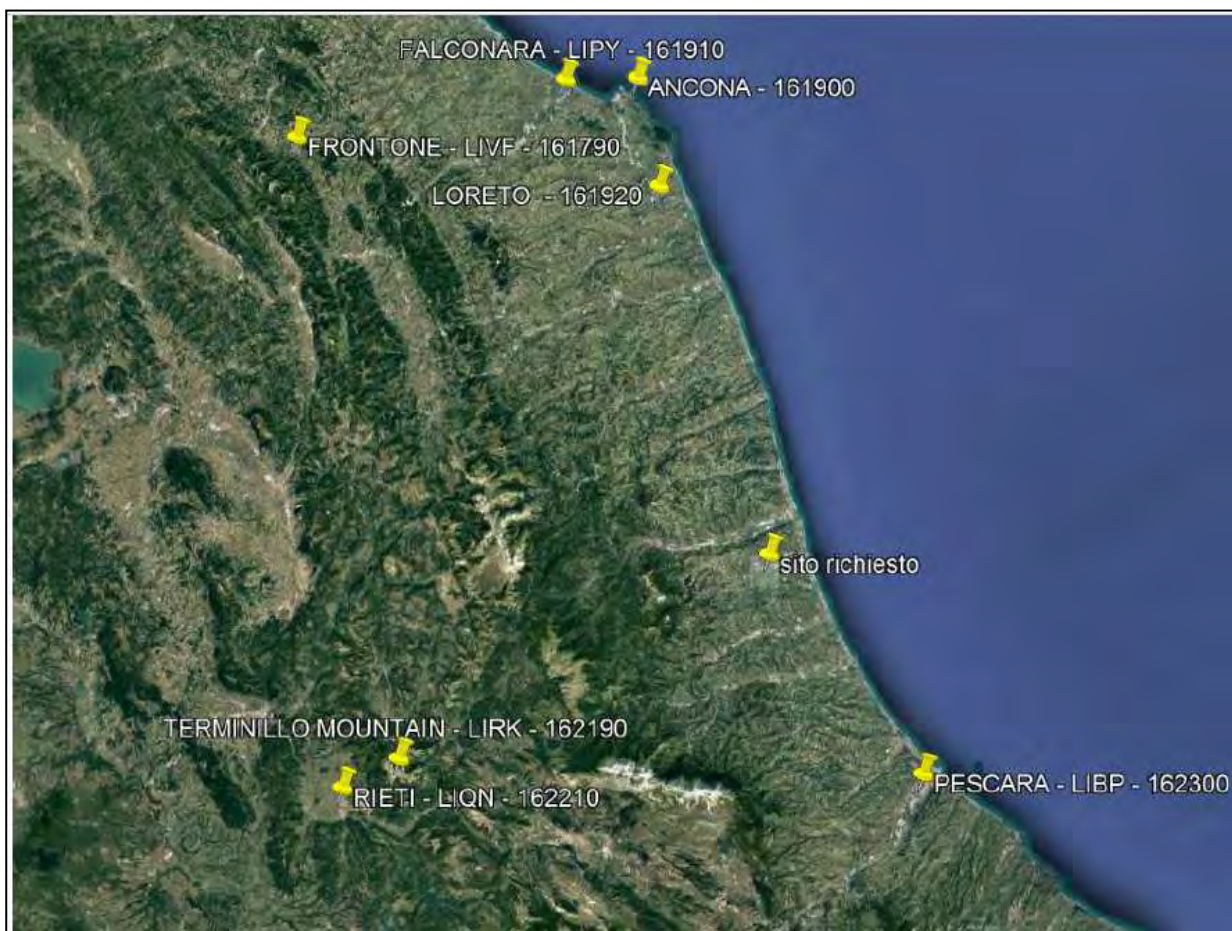 FALCONARA - LIPY - 161910
ANCONA - 161900
FRONTONE - LIVF - 161790
LORETO - 161920
sito richiesto
TERMINILLO MOUNTAIN - LIRK - 162190
RIETI - LIQN - 162210
PESCARA - LIBP - 162300